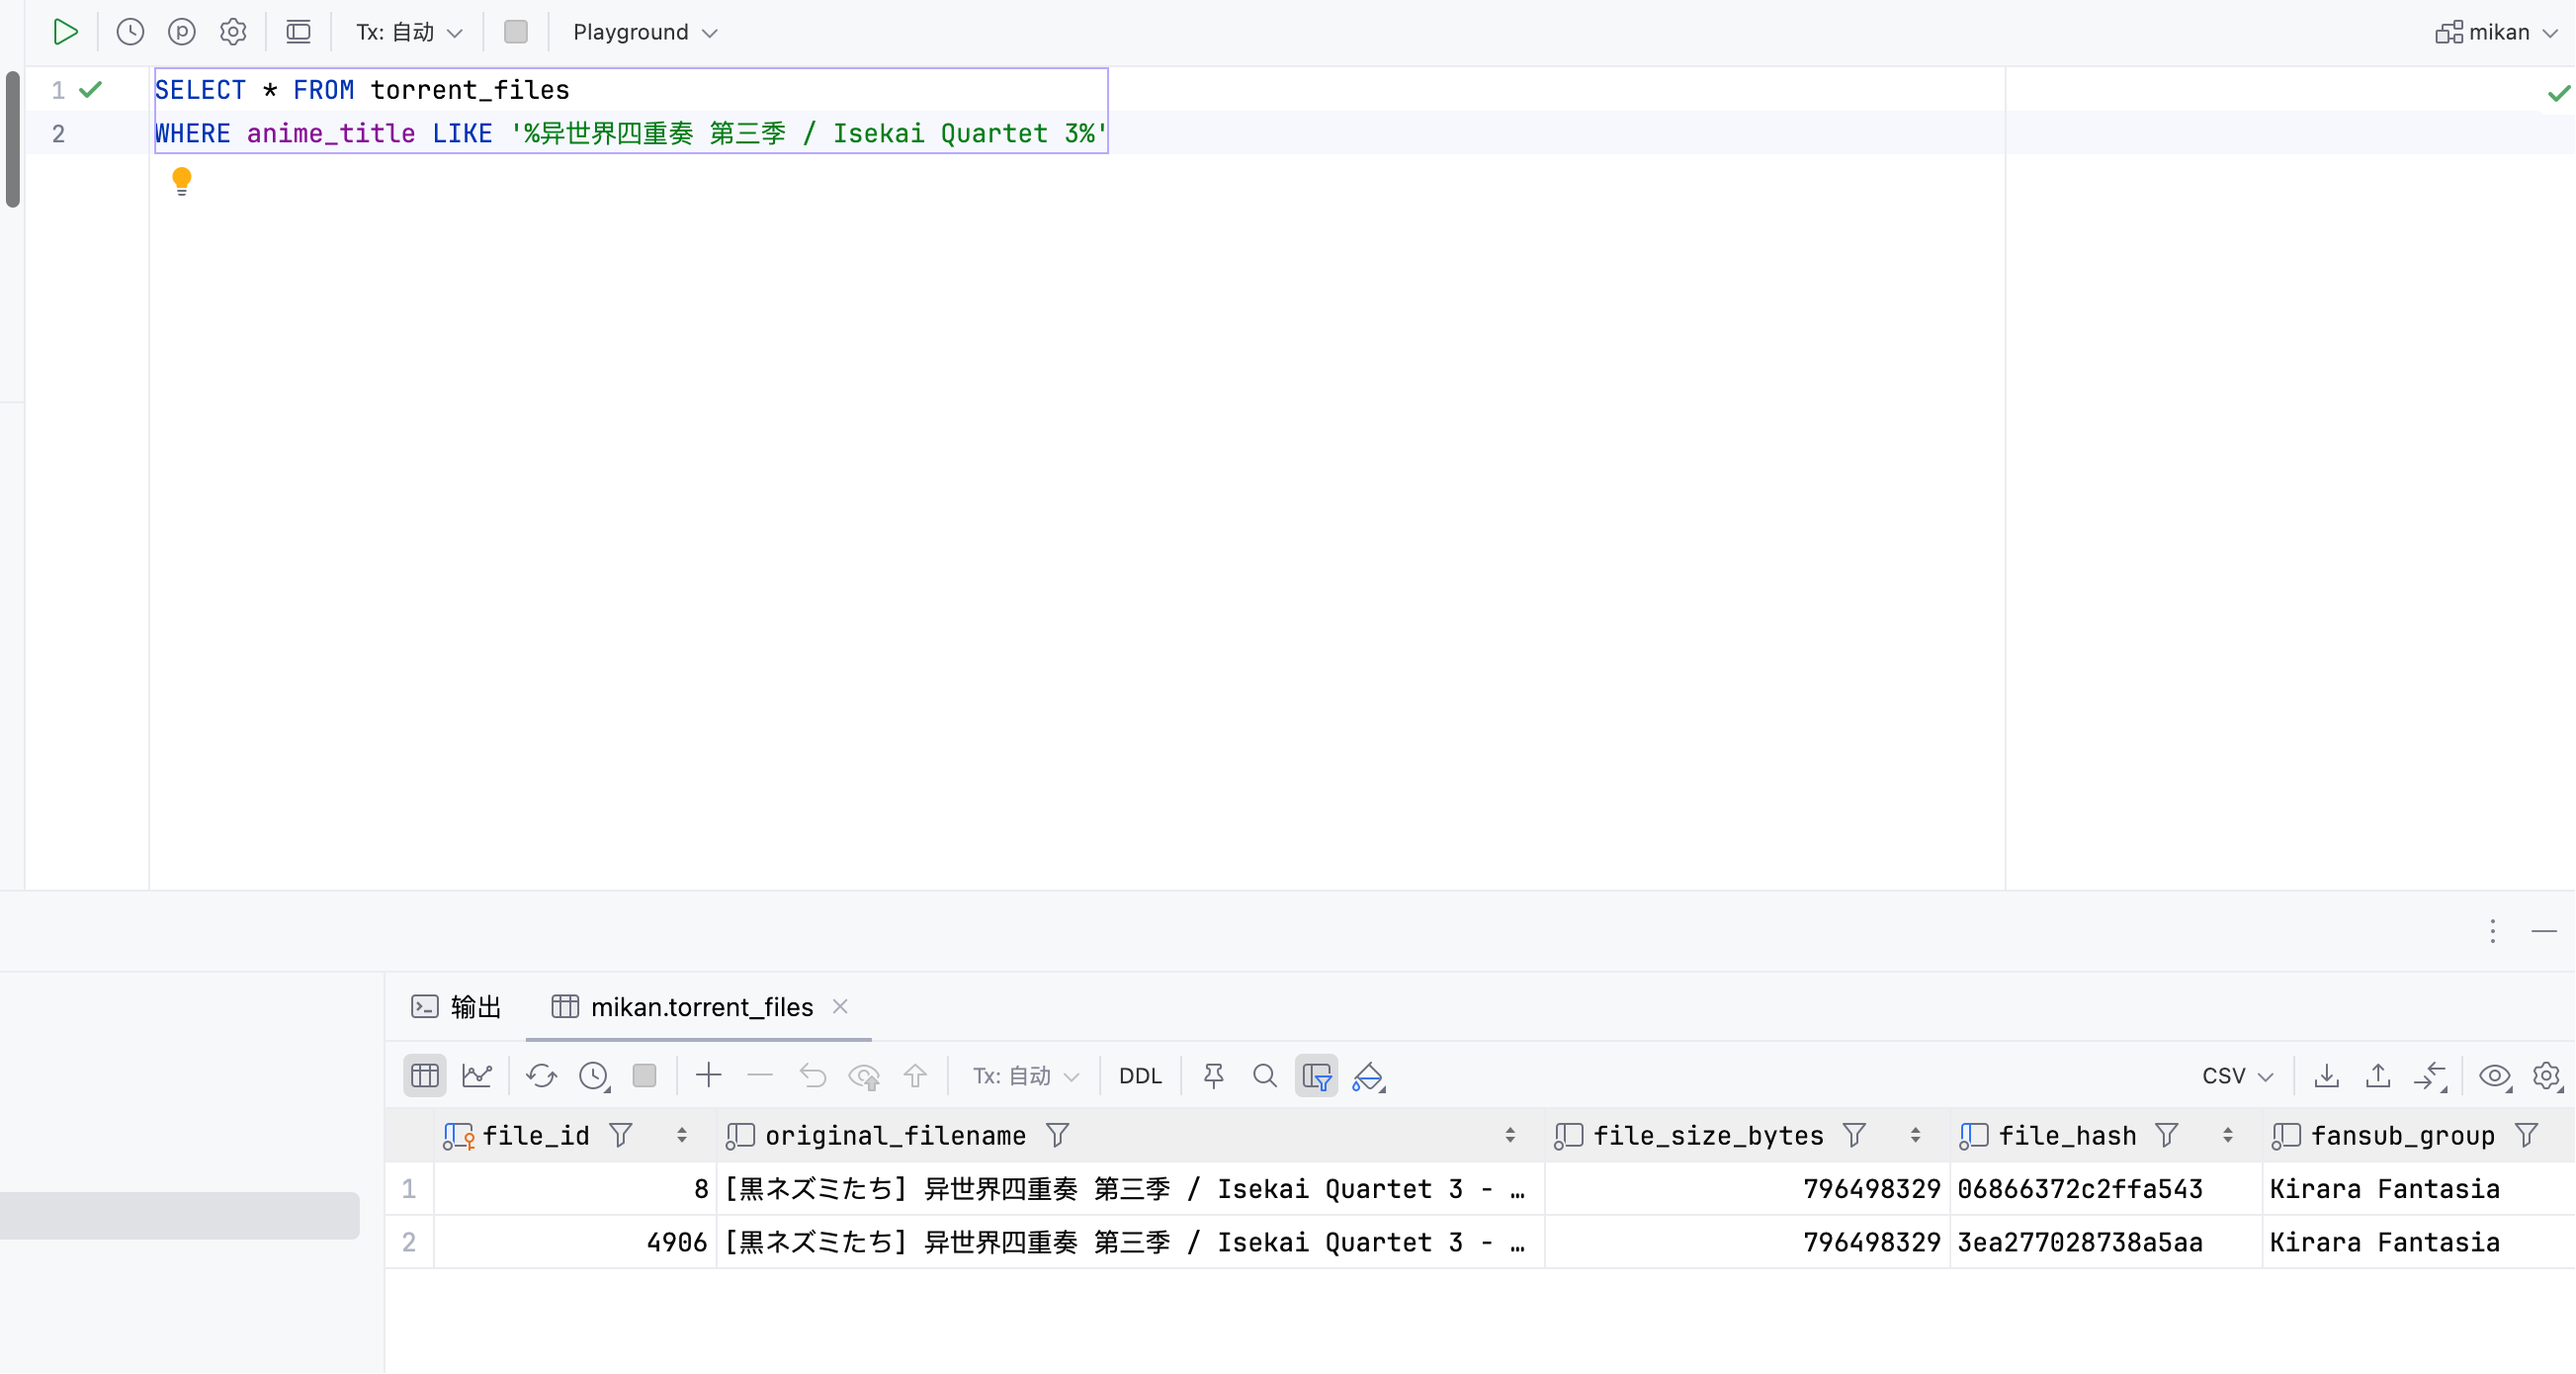 Tx: 自动
Playground
mikan
1 SELECT * FROM torrent_files
2 WHERE anime_title LIKE '%异世界四重奏 第三季 / Isekai Quartet 3%'
输出
mikan.torrent_files
Tx: 自动
DDL
CSV
file_id original_filename file_size_bytes file_hash fansub_group
1 8 [黒ネズミたち] 异世界四重奏 第三季 / Isekai Quartet 3 - … 796498329 06866372c2ffa543 Kirara Fantasia
2 4906 [黒ネズミたち] 异世界四重奏 第三季 / Isekai Quartet 3 - … 796498329 3ea277028738a5aa Kirara Fantasia